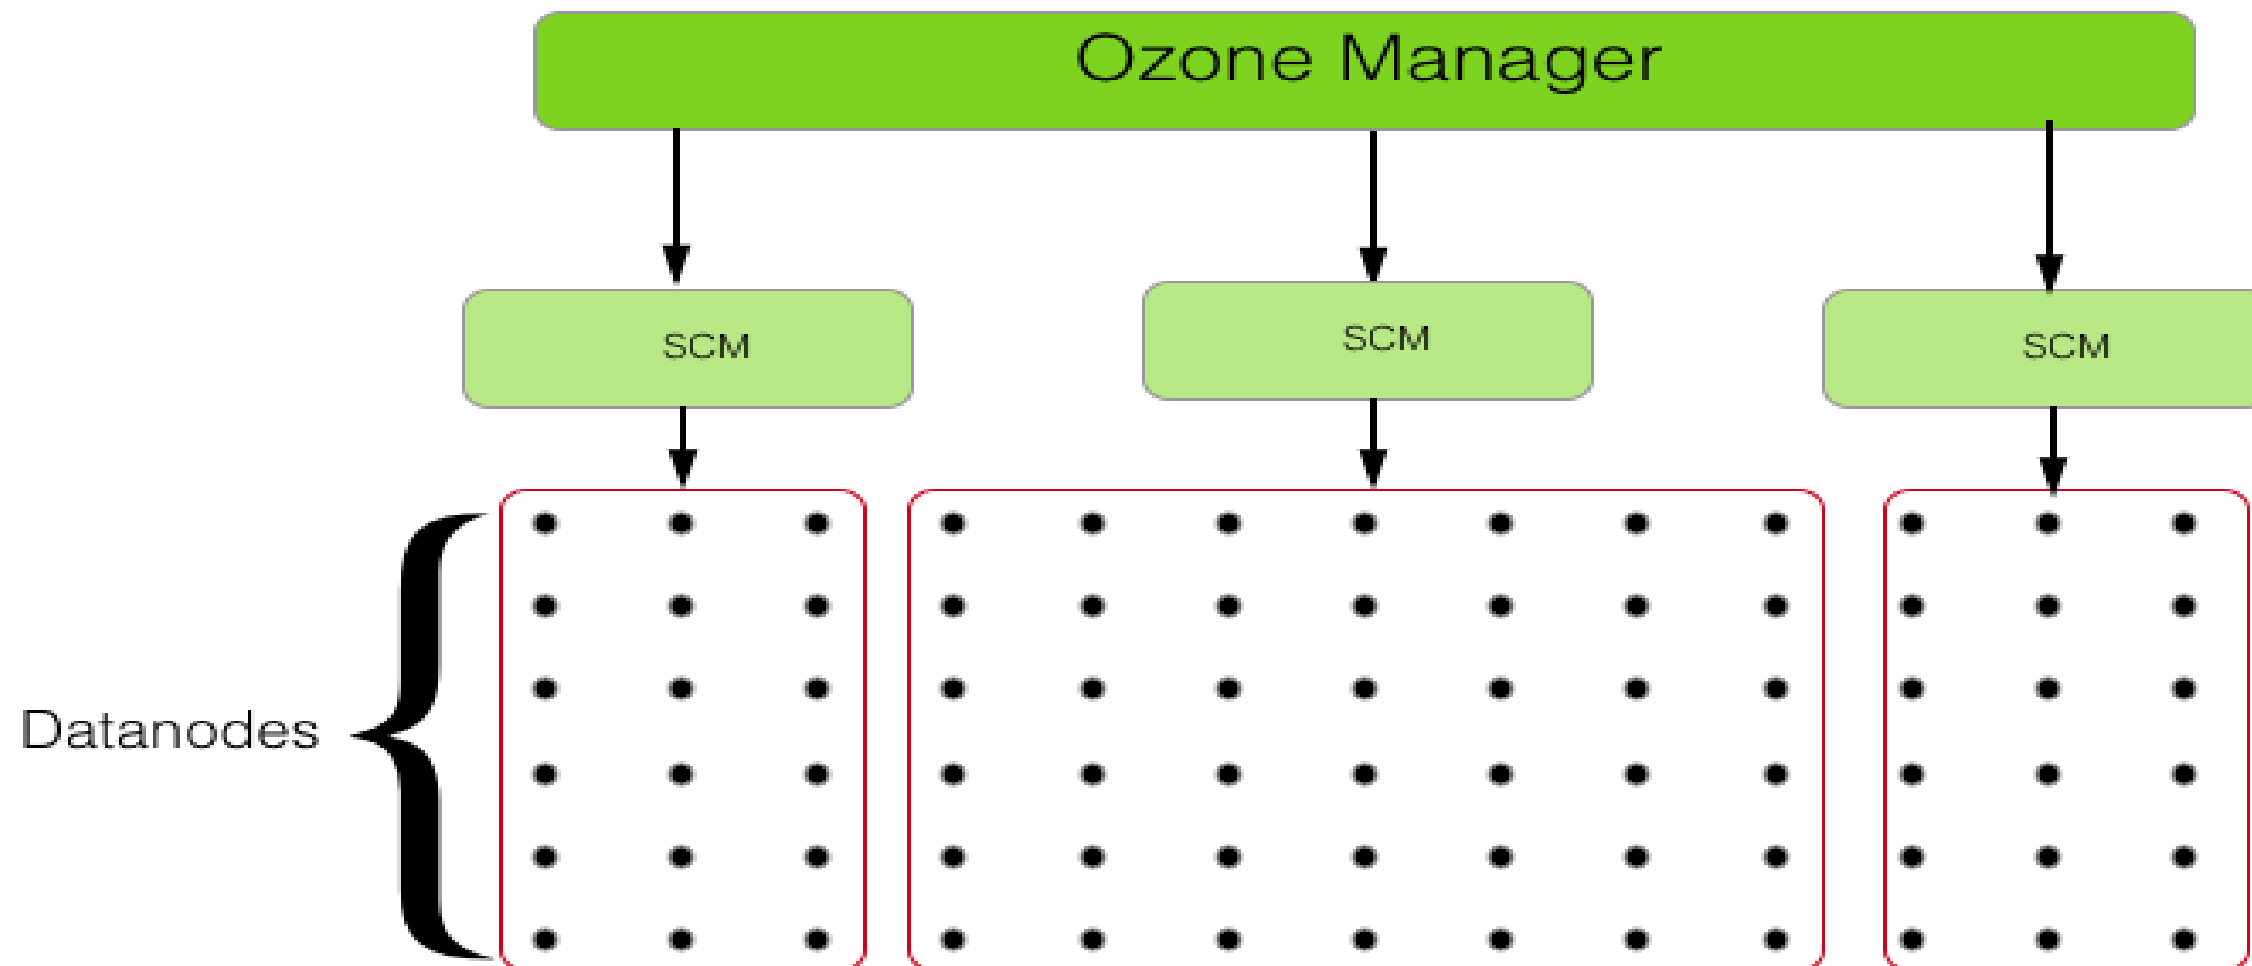 Ozone Manager
SCM
SCM
SCM
Datanodes